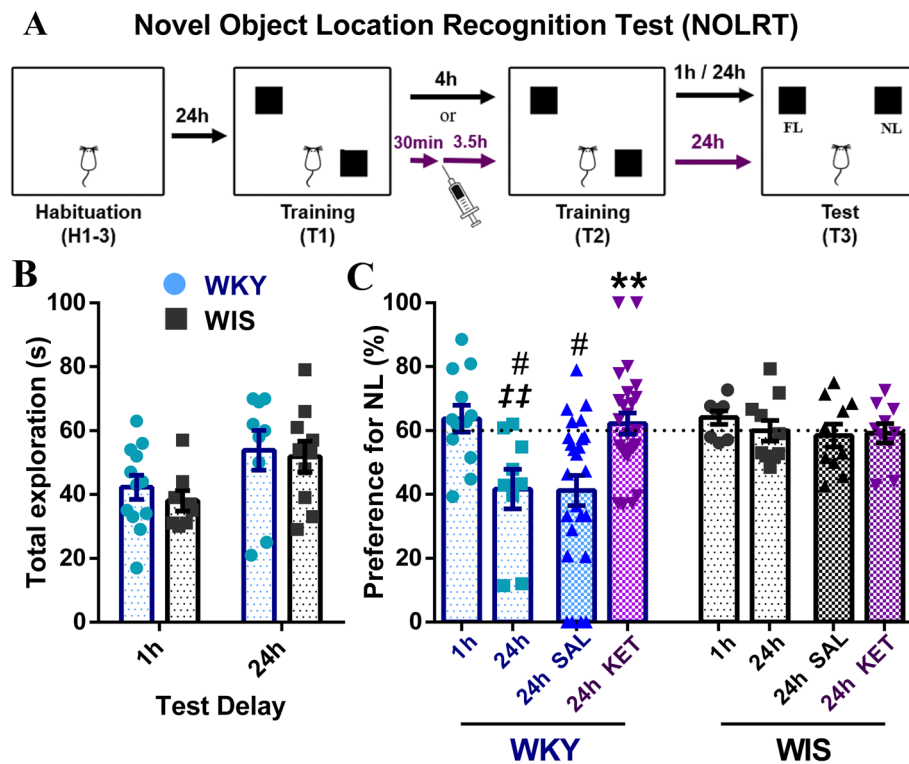 A Novel Object Location Recognition Test (NOLRT)
24h
4h
or
30min 3.5h
1h / 24h
24h
FL NL
Habituation
(H1-3)
Training
(T1)
Training
(T2)
Test
(T3)
B
WKY
WIS
Total exploration (s)
100
80
60
40
20
0
1h 24h
Test Delay
C
Preference for NL (%)
100
80
60
40
20
0
#
‡‡
#
**
1h 24h 24h SAL 24h KET 1h 24h 24h SAL 24h KET
WKY WIS